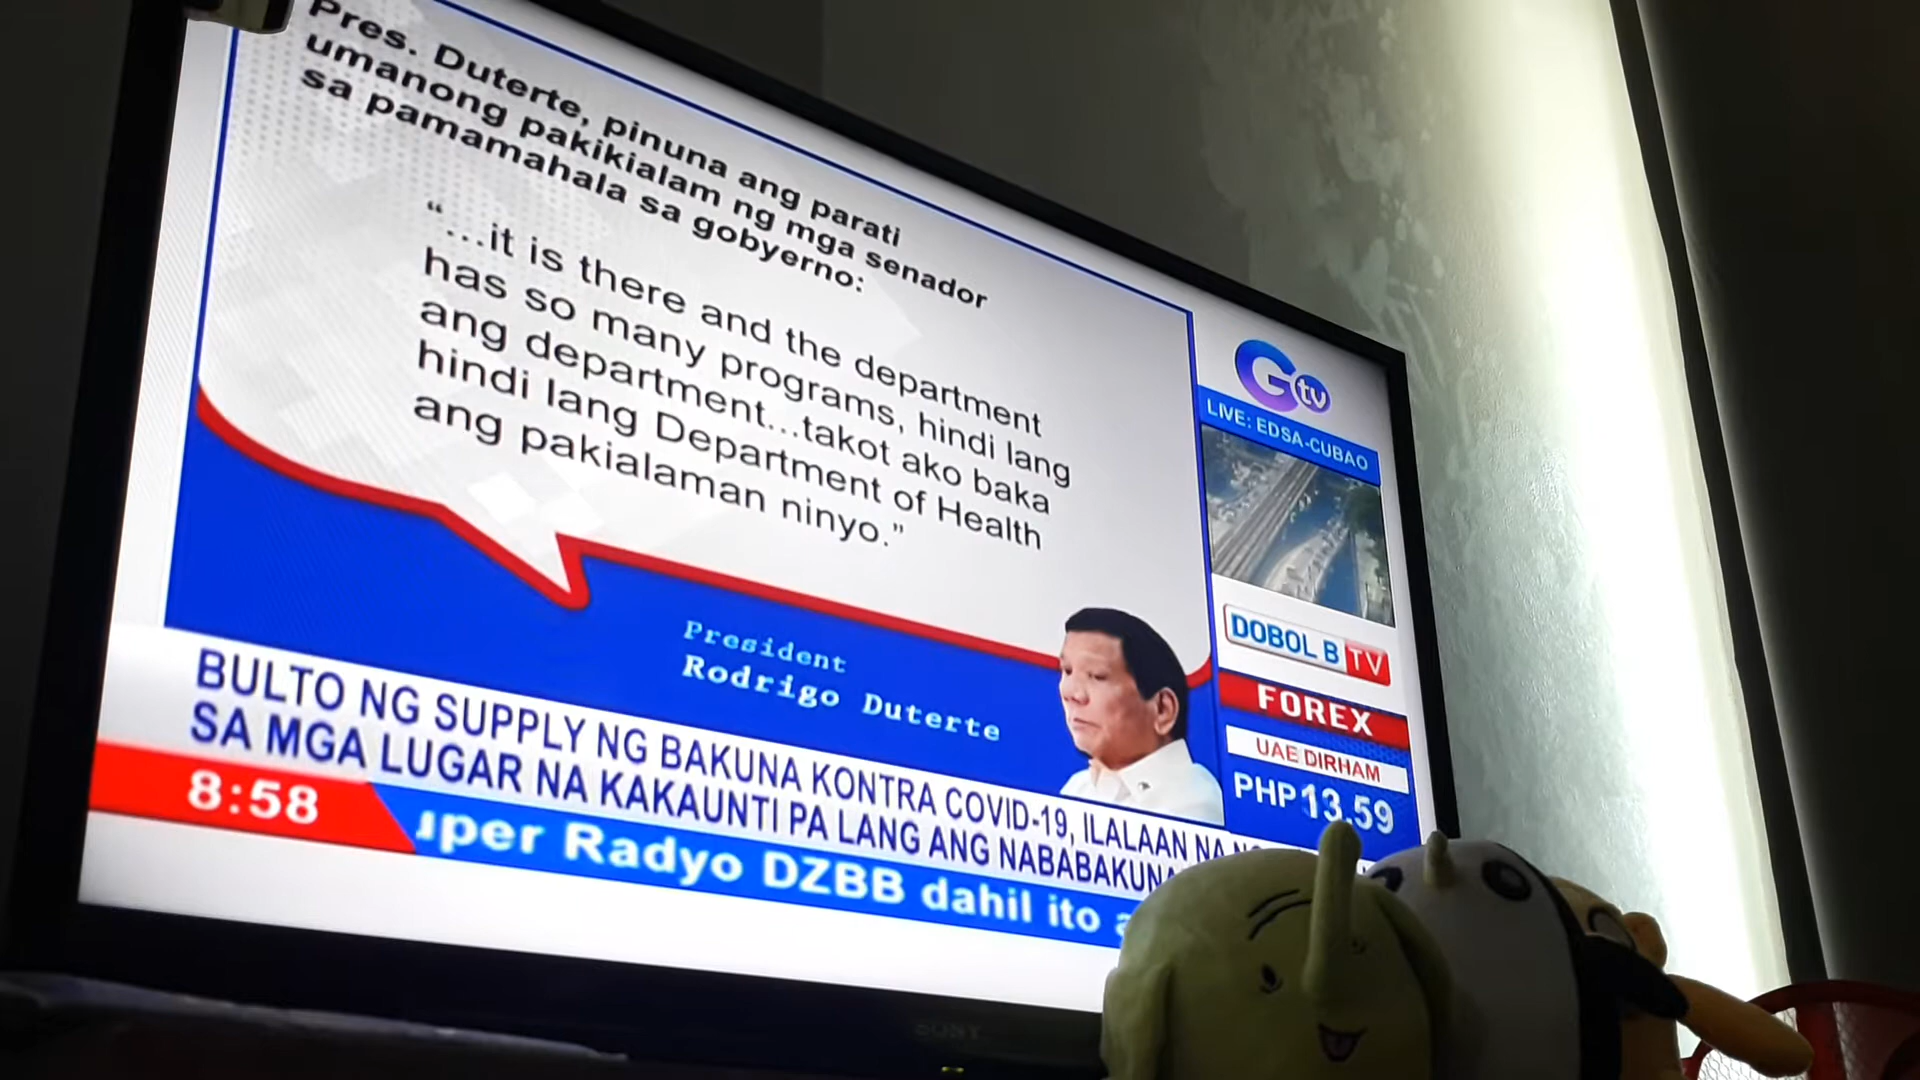 Pres. Duterte, pinuna ang parati
umanong pakikialam ng mga senador
sa pamamahala sa gobyerno:
“...it is there and the department
has so many programs, hindi lang
ang department...takot ako baka
hindi lang Department of Health
ang pakialaman ninyo.”
President
Rodrigo Duterte
Gtv
LIVE: EDSA-CUBAO
DOBOL B TV
FOREX
UAE DIRHAM
PHP 13.59
BULTO NG SUPPLY NG BAKUNA KONTRA COVID-19, ILALAAN NA
SA MGA LUGAR NA KAKAUNTI PA LANG ANG NABABAKUNA
8:58
uper Radyo DZBB dahil ito
SONY